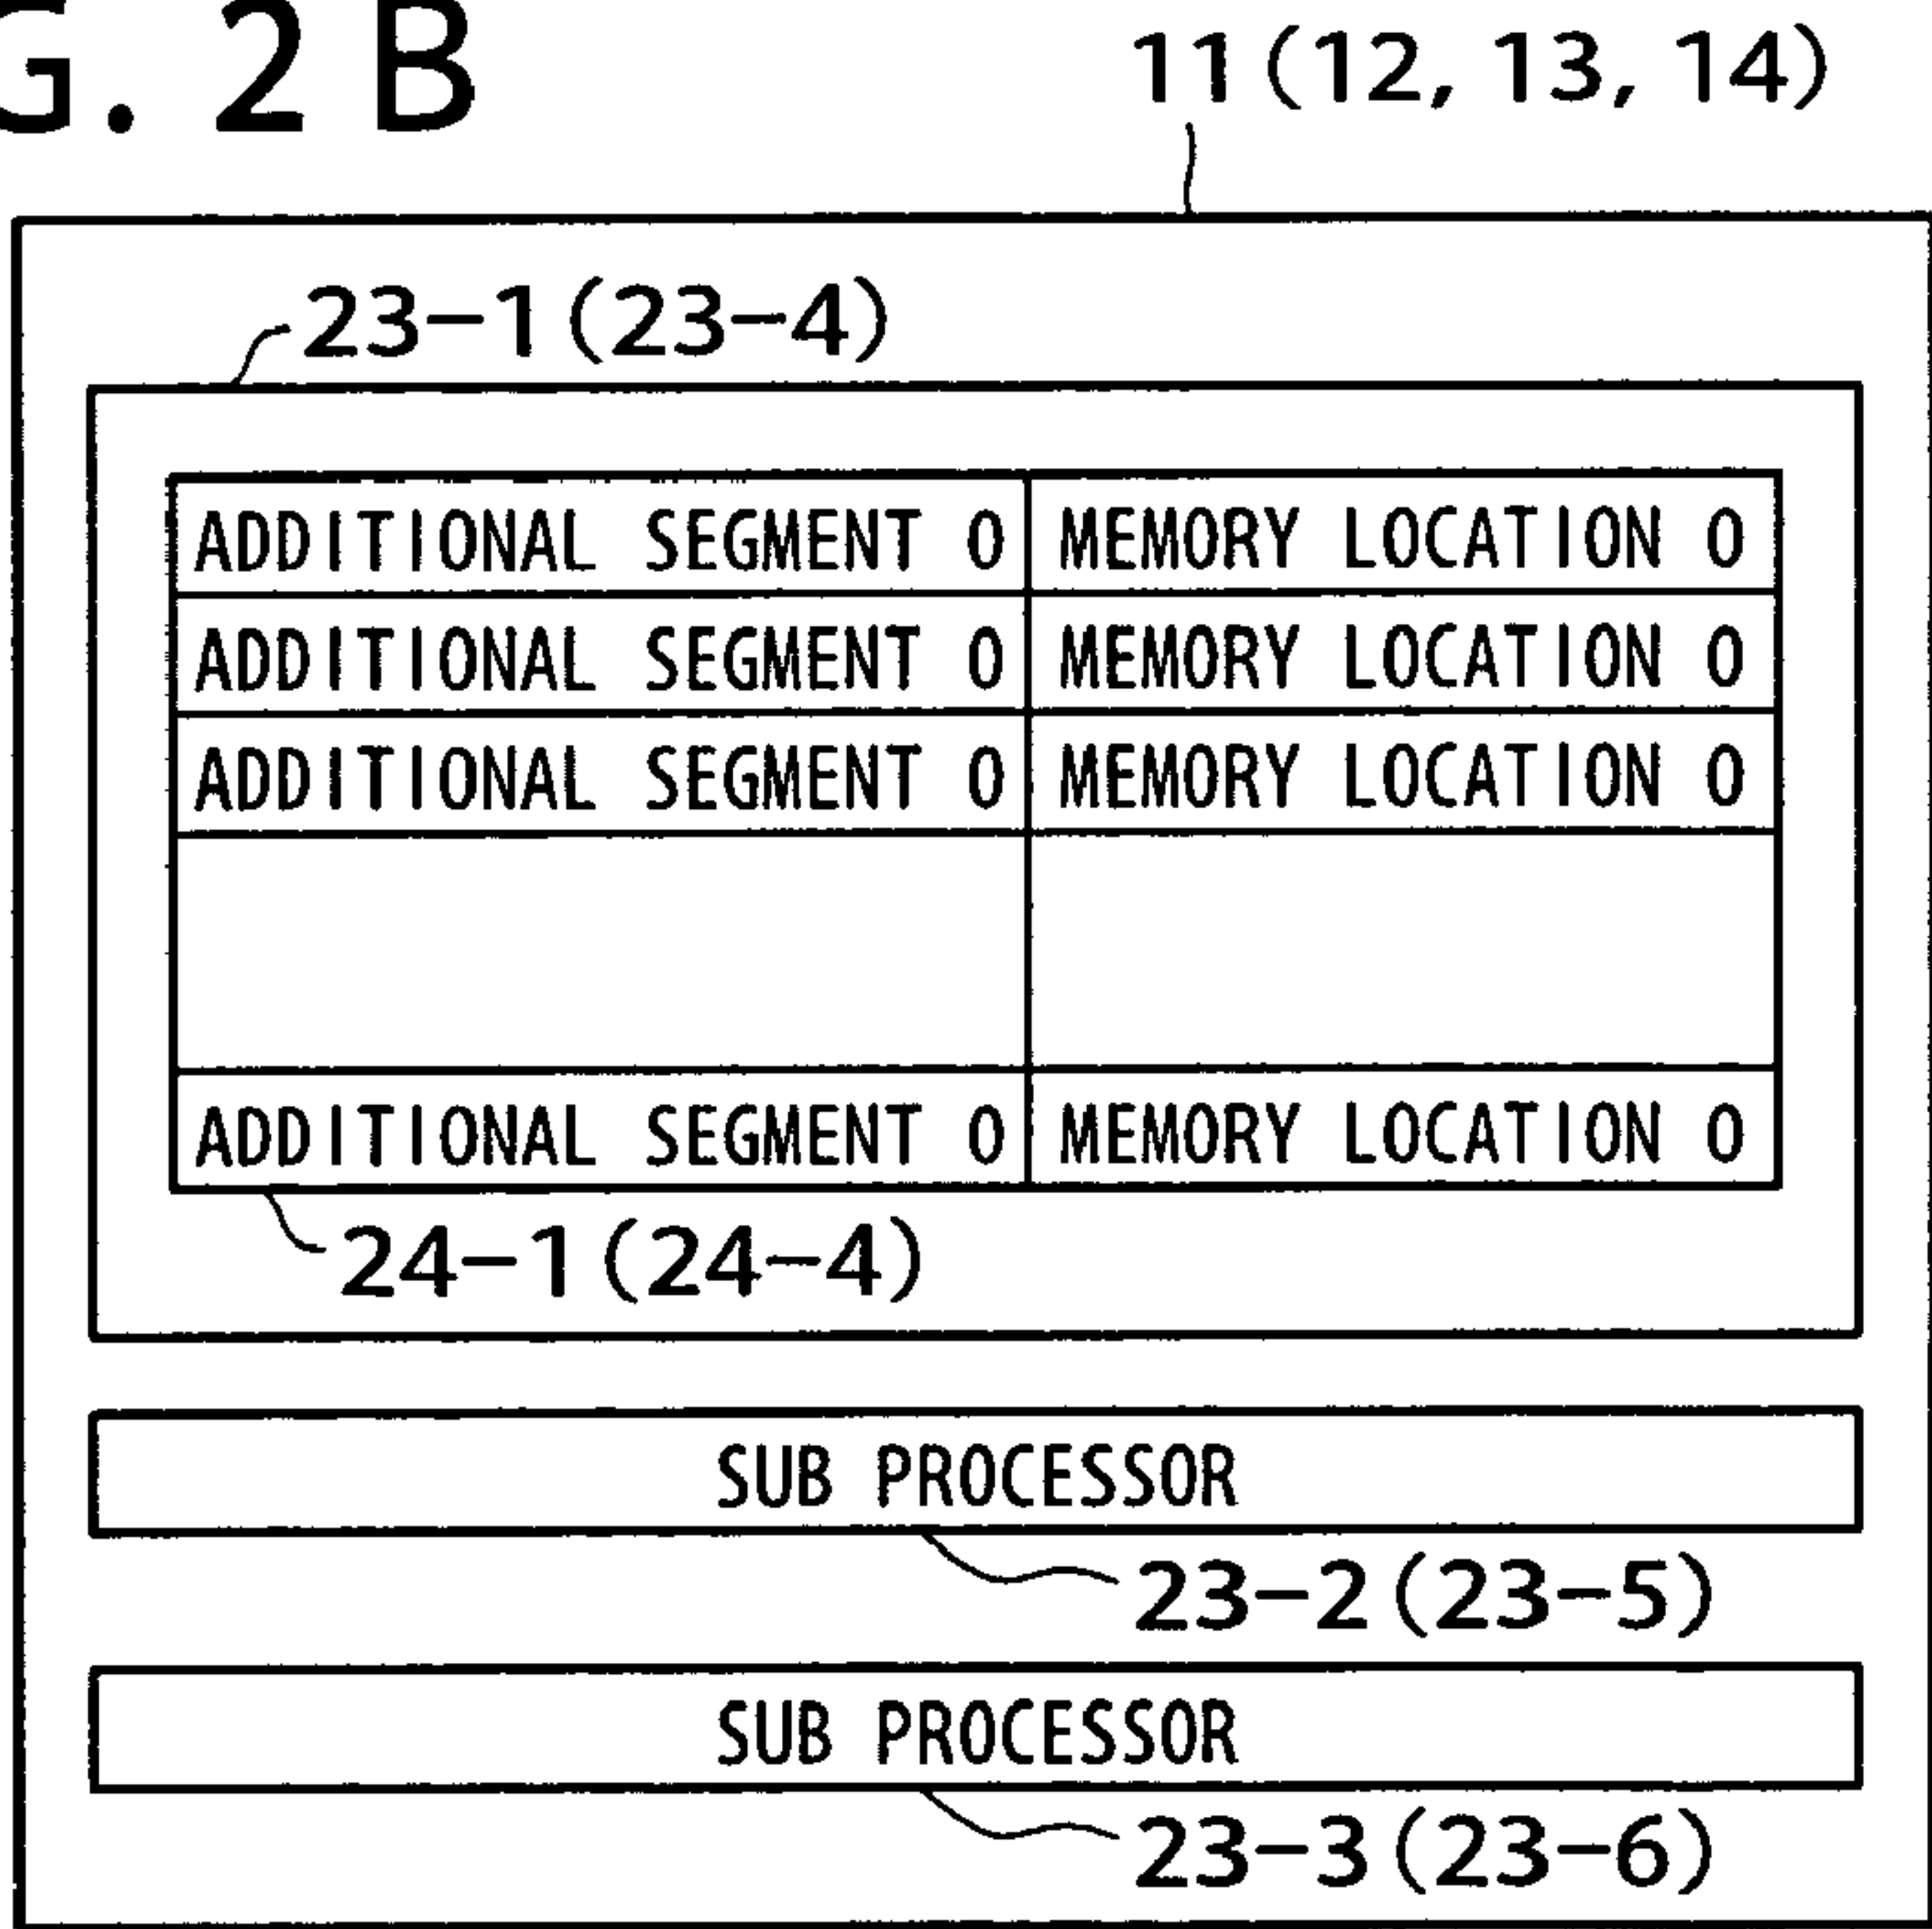 G. 2 B
11 (12, 13, 14)
23-1 (23-4)
ADDITIONAL SEGMENT 0 MEMORY LOCATION 0
ADDITIONAL SEGMENT 0 MEMORY LOCATION 0
ADDITIONAL SEGMENT 0 MEMORY LOCATION 0
ADDITIONAL SEGMENT 0 MEMORY LOCATION 0
24-1 (24-4)
SUB PROCESSOR
23-2 (23-5)
SUB PROCESSOR
23-3 (23-6)